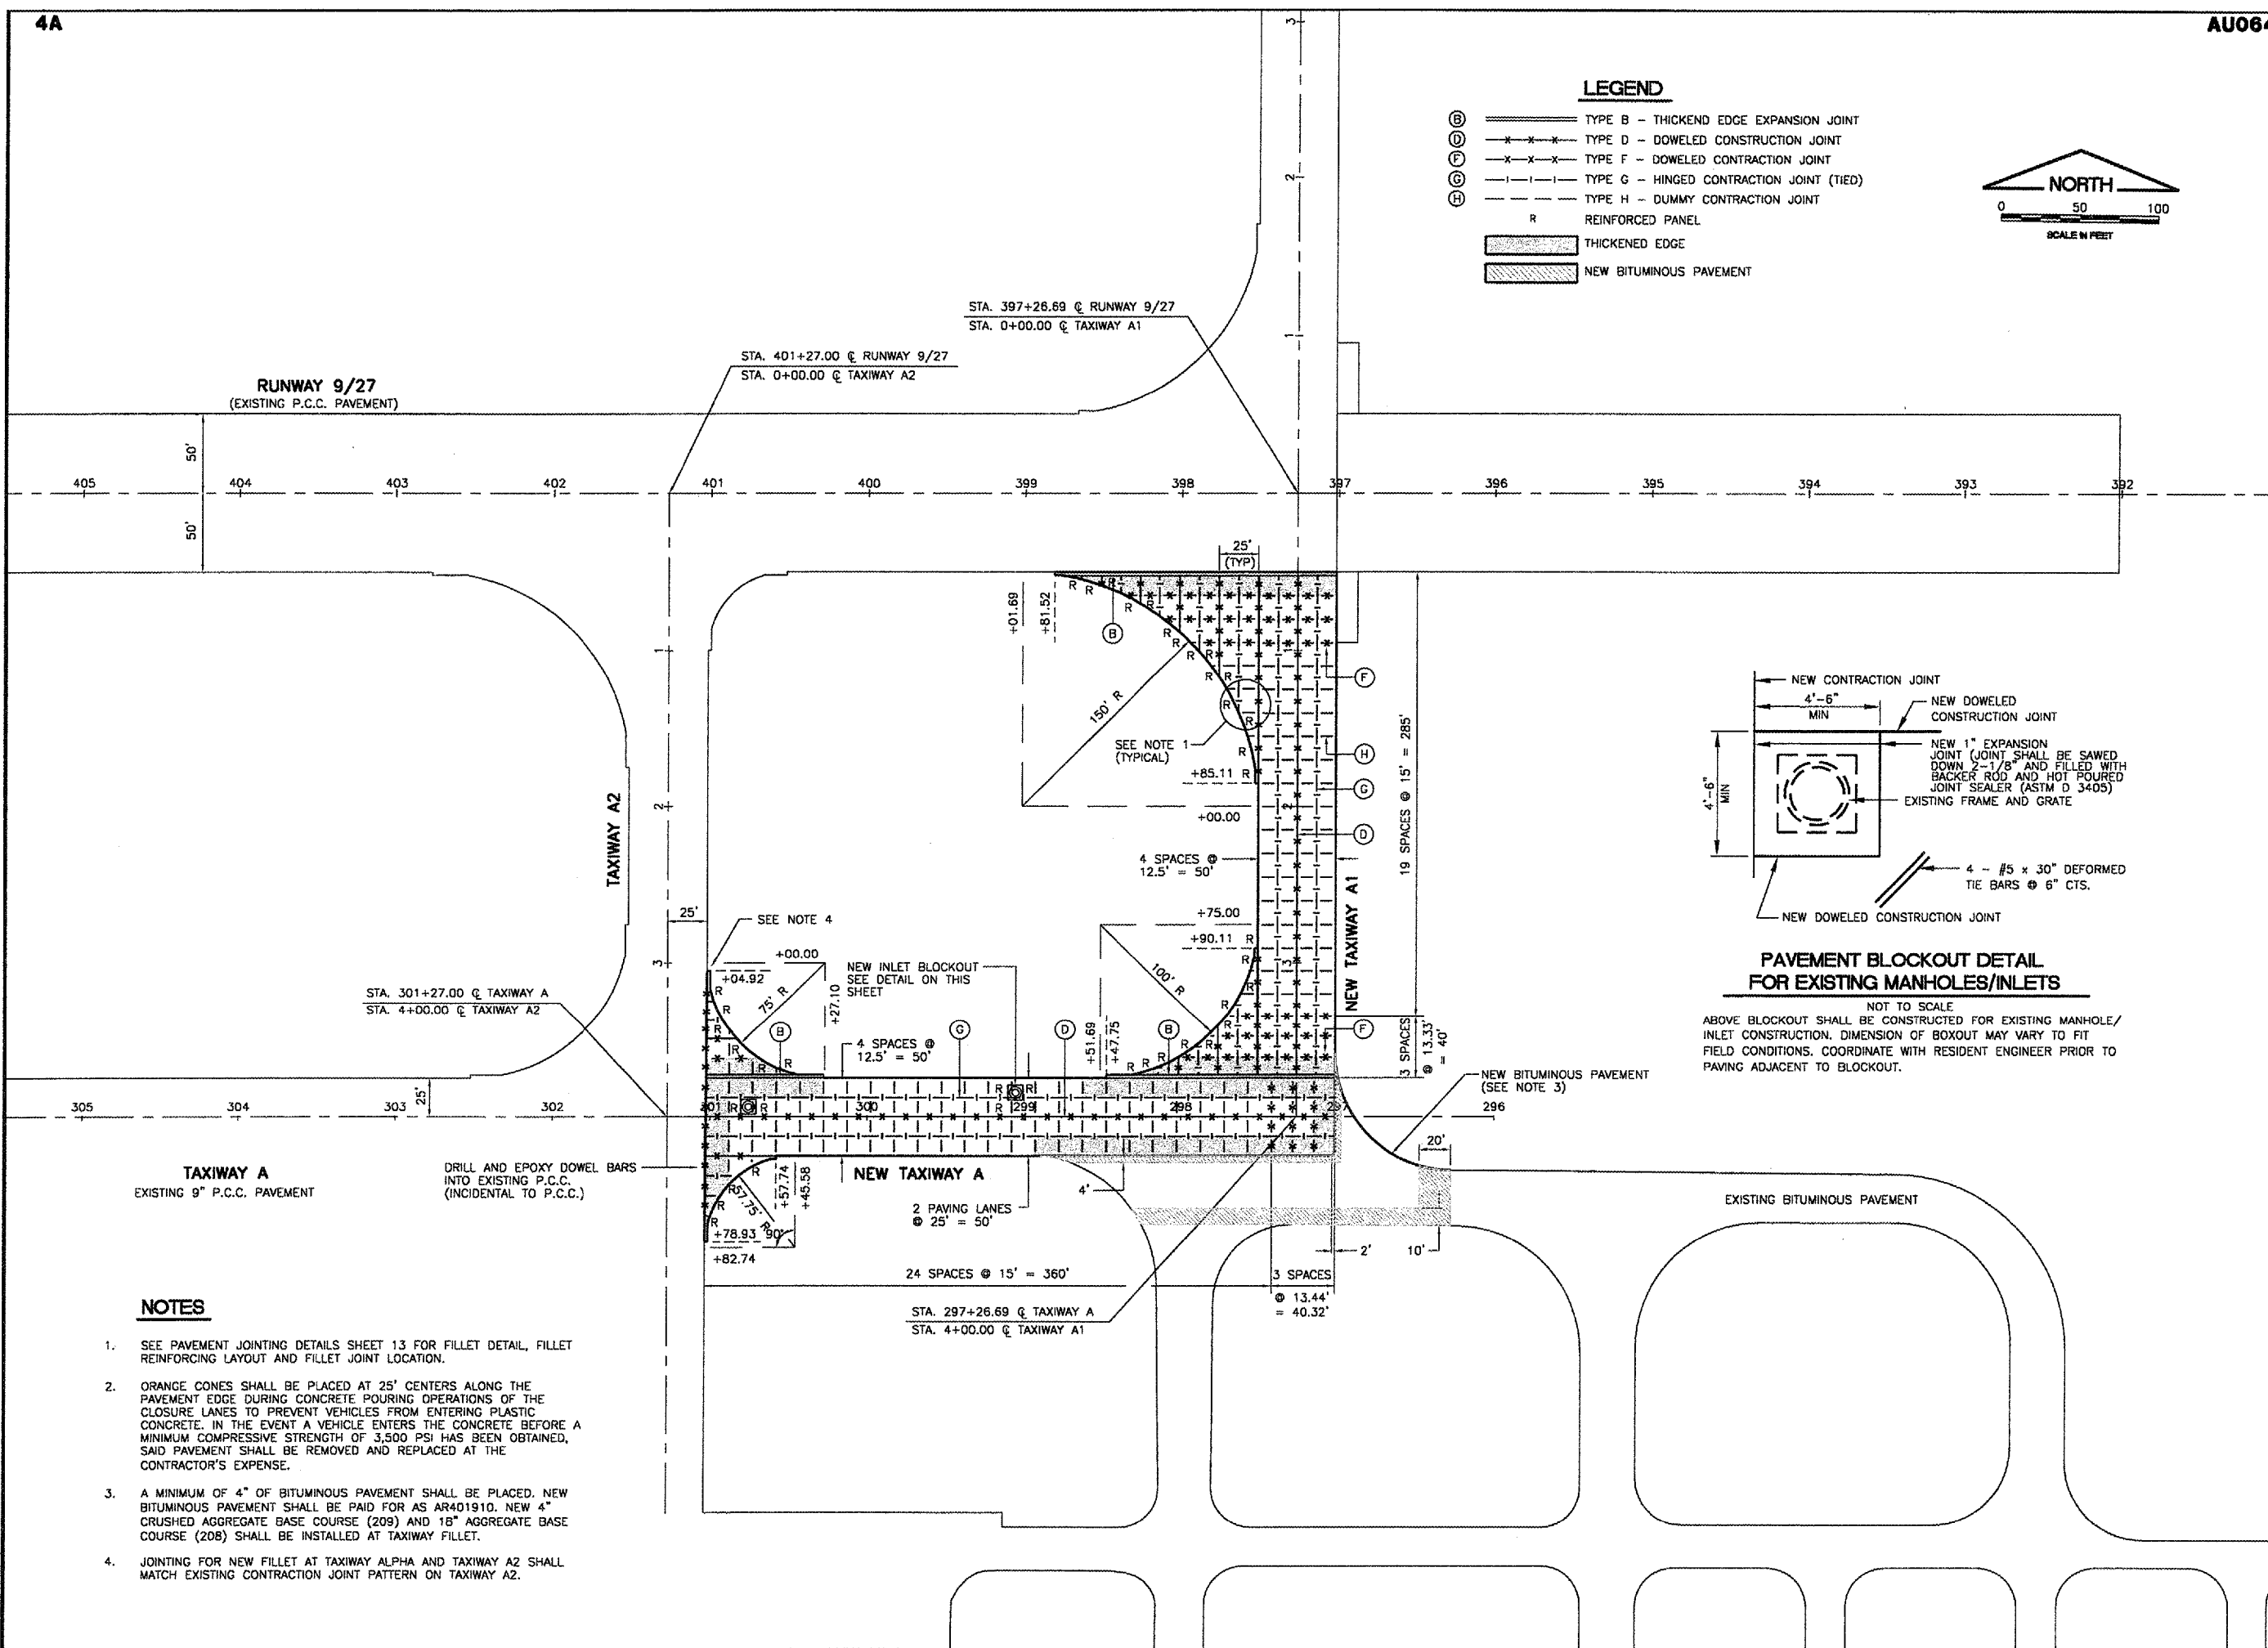 4A
AU064
LEGEND
B TYPE B – THICKEND EDGE EXPANSION JOINT
D TYPE D – DOWELED CONSTRUCTION JOINT
F TYPE F – DOWELED CONTRACTION JOINT
G TYPE G – HINGED CONTRACTION JOINT (TIED)
H TYPE H – DUMMY CONTRACTION JOINT
R REINFORCED PANEL
THICKENED EDGE
NEW BITUMINOUS PAVEMENT
NORTH
0 50 100
SCALE IN FEET
3
2
1
STA. 397+26.69 ℄ RUNWAY 9/27
STA. 0+00.00 ℄ TAXIWAY A1
STA. 401+27.00 ℄ RUNWAY 9/27
STA. 0+00.00 ℄ TAXIWAY A2
RUNWAY 9/27
(EXISTING P.C.C. PAVEMENT)
50'
50'
405 404 403 402 401 400 399 398 397 396 395 394 393 392
25'
(TYP)
+01.69
+81.52
B
150' R
SEE NOTE 1
(TYPICAL)
+85.11
+00.00
4 SPACES @
12.5' = 50'
F
H
G
D
19 SPACES @ 15' = 285'
NEW TAXIWAY A1
TAXIWAY A2
1
2
3
1
2
3
25'
SEE NOTE 4
+00.00
+04.92
75' R
+27.10
NEW INLET BLOCKOUT
SEE DETAIL ON THIS
SHEET
+75.00
+90.11
100' R
+51.69
+47.75
B
G
D
B
F
4 SPACES @
12.5' = 50'
3 SPACES
@ 13.33'
= 40'
STA. 301+27.00 ℄ TAXIWAY A
STA. 4+00.00 ℄ TAXIWAY A2
25'
305 304 303 302 301 300 299 298 297 296
TAXIWAY A
EXISTING 9" P.C.C. PAVEMENT
DRILL AND EPOXY DOWEL BARS
INTO EXISTING P.C.C.
(INCIDENTAL TO P.C.C.)
57.75' R
+57.74
+45.58
+78.93
90°
+82.74
NEW TAXIWAY A
2 PAVING LANES
@ 25' = 50'
4'
24 SPACES @ 15' = 360'
3 SPACES
@ 13.44'
= 40.32'
STA. 297+26.69 ℄ TAXIWAY A
STA. 4+00.00 ℄ TAXIWAY A1
2'
10'
20'
NEW BITUMINOUS PAVEMENT
(SEE NOTE 3)
EXISTING BITUMINOUS PAVEMENT
NEW CONTRACTION JOINT
4'-6"
MIN
NEW DOWELED
CONSTRUCTION JOINT
NEW 1" EXPANSION
JOINT (JOINT SHALL BE SAWED
DOWN 2-1/8" AND FILLED WITH
BACKER ROD AND HOT POURED
JOINT SEALER (ASTM D 3405)
EXISTING FRAME AND GRATE
4'-6"
MIN
4 – #5 x 30" DEFORMED
TIE BARS @ 6" CTS.
NEW DOWELED CONSTRUCTION JOINT
PAVEMENT BLOCKOUT DETAIL
FOR EXISTING MANHOLES/INLETS
NOT TO SCALE
ABOVE BLOCKOUT SHALL BE CONSTRUCTED FOR EXISTING MANHOLE/
INLET CONSTRUCTION. DIMENSION OF BOXOUT MAY VARY TO FIT
FIELD CONDITIONS. COORDINATE WITH RESIDENT ENGINEER PRIOR TO
PAVING ADJACENT TO BLOCKOUT.
NOTES
1. SEE PAVEMENT JOINTING DETAILS SHEET 13 FOR FILLET DETAIL, FILLET
REINFORCING LAYOUT AND FILLET JOINT LOCATION.
2. ORANGE CONES SHALL BE PLACED AT 25' CENTERS ALONG THE
PAVEMENT EDGE DURING CONCRETE POURING OPERATIONS OF THE
CLOSURE LANES TO PREVENT VEHICLES FROM ENTERING PLASTIC
CONCRETE. IN THE EVENT A VEHICLE ENTERS THE CONCRETE BEFORE A
MINIMUM COMPRESSIVE STRENGTH OF 3,500 PSI HAS BEEN OBTAINED,
SAID PAVEMENT SHALL BE REMOVED AND REPLACED AT THE
CONTRACTOR'S EXPENSE.
3. A MINIMUM OF 4" OF BITUMINOUS PAVEMENT SHALL BE PLACED. NEW
BITUMINOUS PAVEMENT SHALL BE PAID FOR AS AR401910. NEW 4"
CRUSHED AGGREGATE BASE COURSE (209) AND 18" AGGREGATE BASE
COURSE (208) SHALL BE INSTALLED AT TAXIWAY FILLET.
4. JOINTING FOR NEW FILLET AT TAXIWAY ALPHA AND TAXIWAY A2 SHALL
MATCH EXISTING CONTRACTION JOINT PATTERN ON TAXIWAY A2.